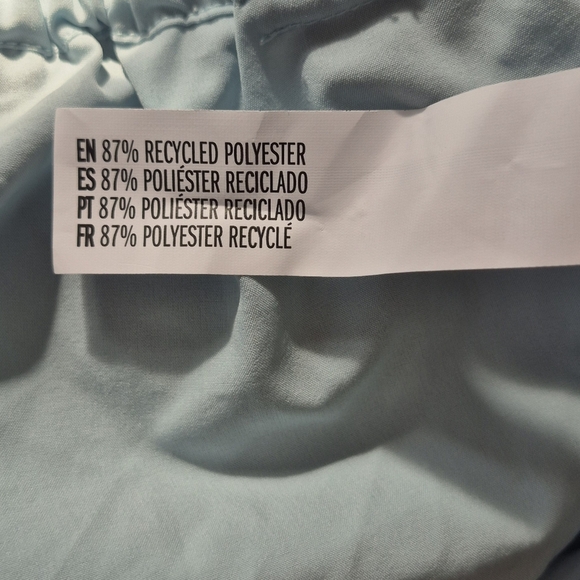 EN 87% RECYCLED POLYESTER
ES 87% POLIÉSTER RECICLADO
PT 87% POLIÉSTER RECICLADO
FR 87% POLYESTER RECYCLÉ